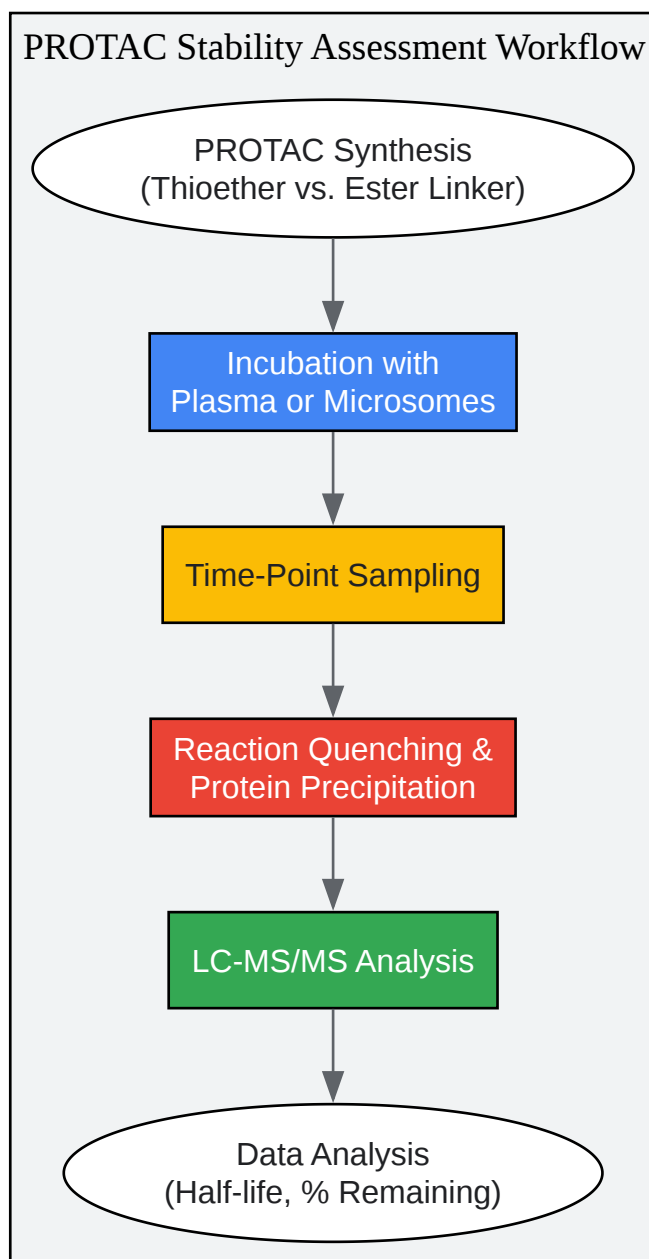 PROTAC Stability Assessment Workflow
PROTAC Synthesis
(Thioether vs. Ester Linker)
Incubation with
Plasma or Microsomes
Time-Point Sampling
Reaction Quenching &
Protein Precipitation
LC-MS/MS Analysis
Data Analysis
(Half-life, % Remaining)